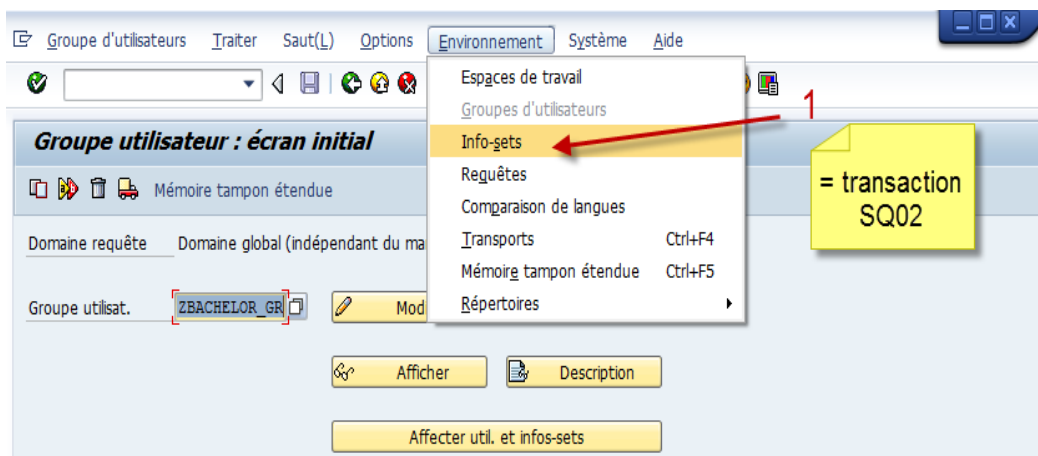 Groupe d'utilisateurs Traiter Saut(L) Options Environnement Système Aide
Espaces de travail
Groupes d'utilisateurs
Info-sets
Requêtes
Comparaison de langues
Transports Ctrl+F4
Mémoire tampon étendue Ctrl+F5
Répertoires
1
= transaction
SQ02
Groupe utilisateur : écran initial
Mémoire tampon étendue
Domaine requête Domaine global (indépendant du ma
Groupe utilisat. ZBACHELOR_GR Mod
Afficher Description
Affecter util. et infos-sets